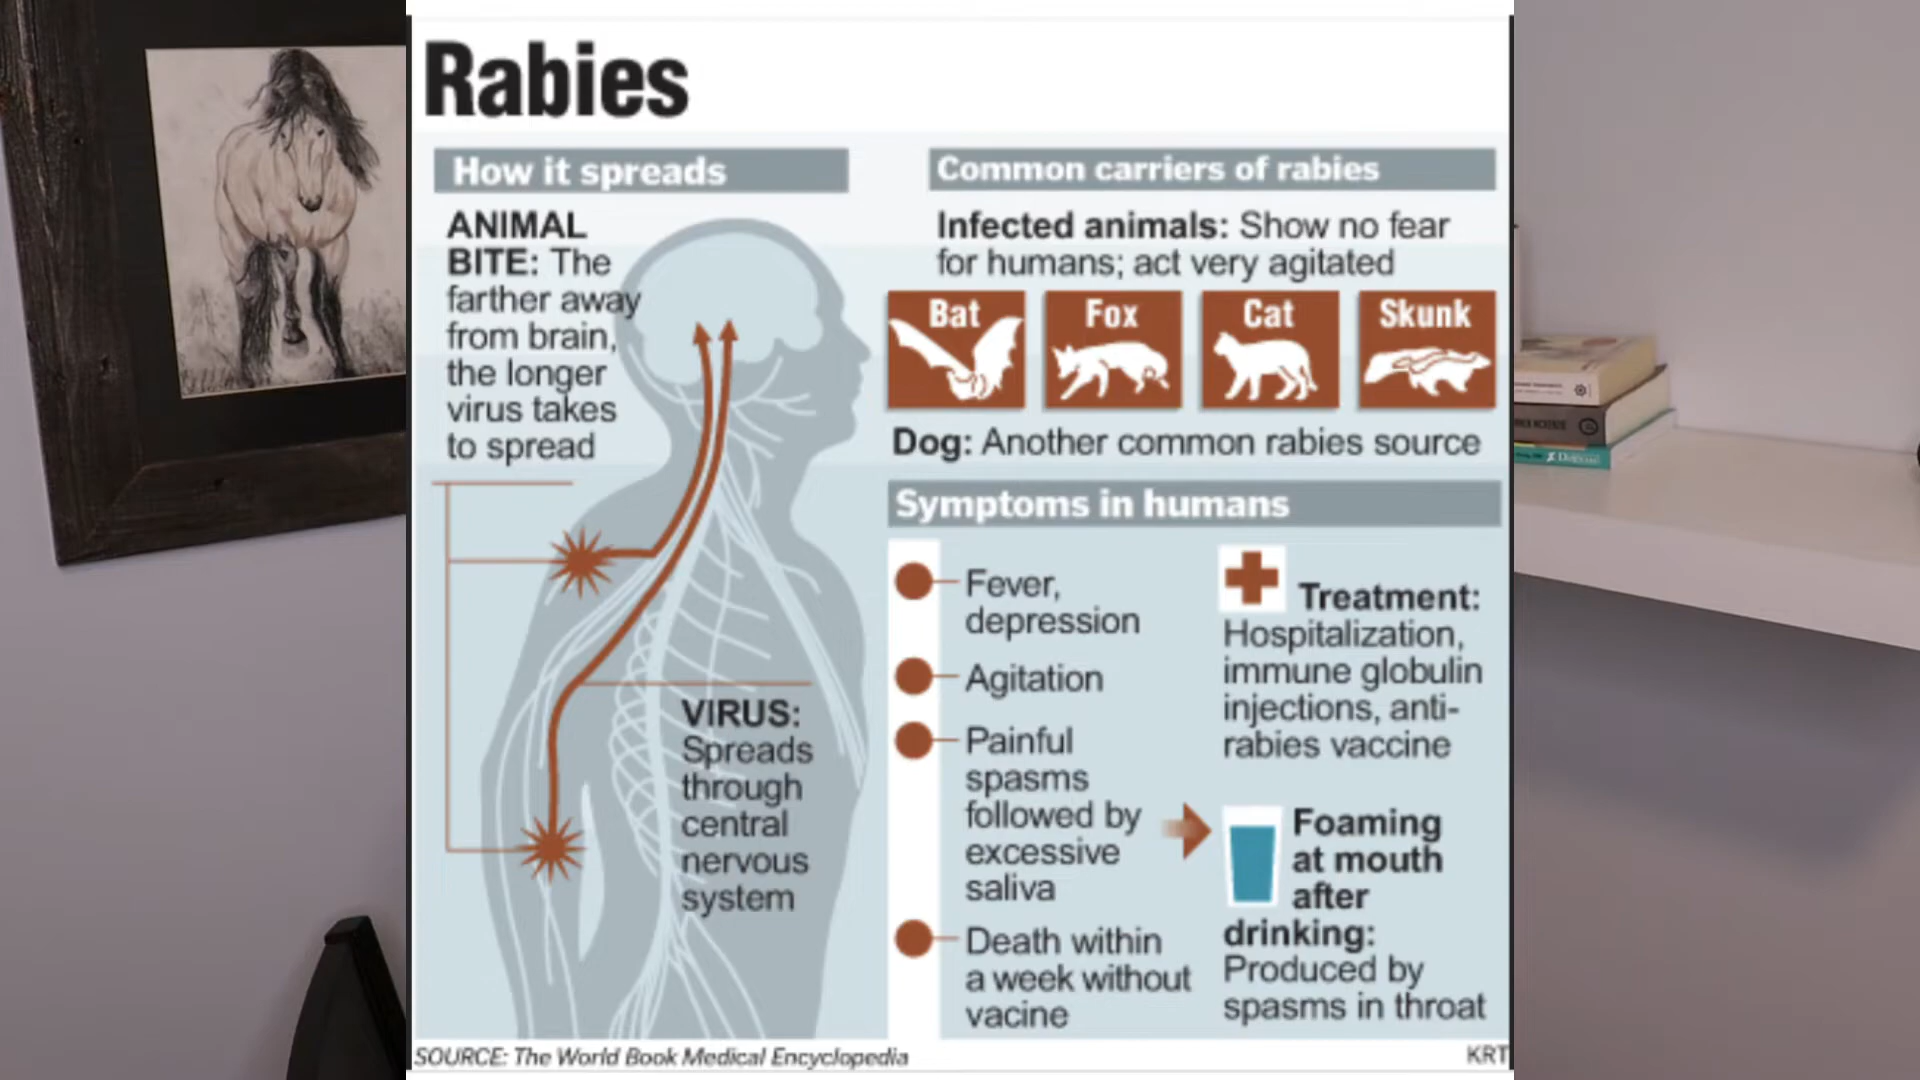 Rabies
How it spreads
ANIMAL
BITE: The
farther away
from brain,
the longer
virus takes
to spread
VIRUS:
Spreads
through
central
nervous
system
Common carriers of rabies
Infected animals: Show no fear
for humans; act very agitated
Bat
Fox
Cat
Skunk
Dog: Another common rabies source
Symptoms in humans
Fever,
depression
Agitation
Painful
spasms
followed by
excessive
saliva
Death within
a week without
vacine
Treatment:
Hospitalization,
immune globulin
injections, anti-
rabies vaccine
Foaming
at mouth
after
drinking:
Produced by
spasms in throat
SOURCE: The World Book Medical Encyclopedia
KRT